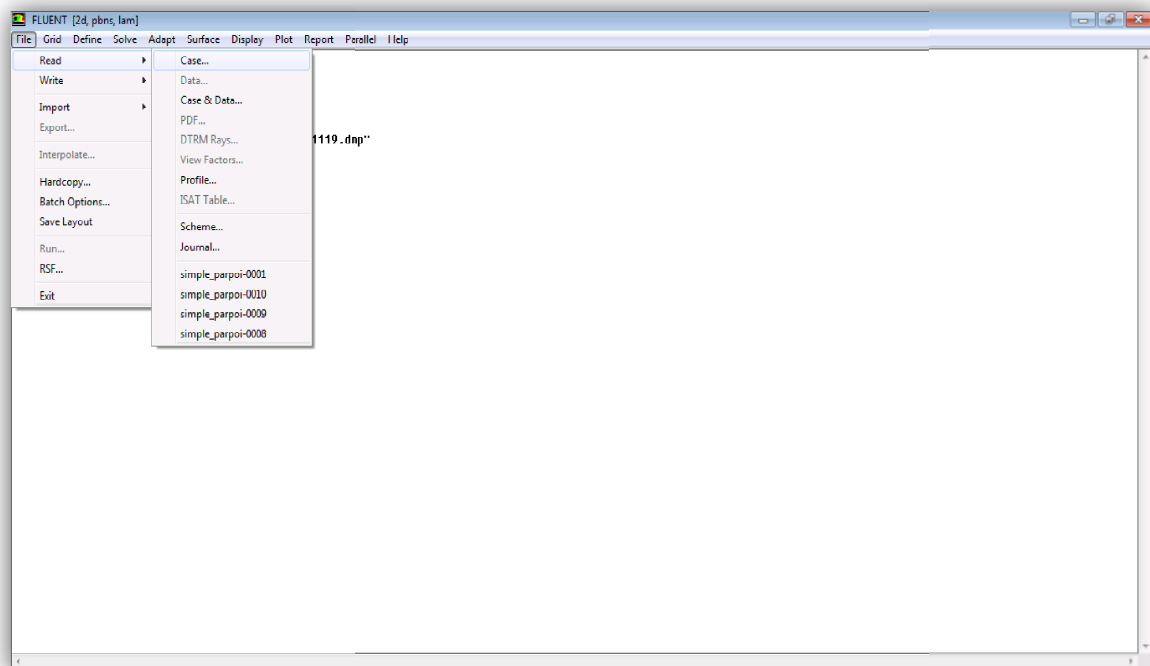 FLUENT [2d, pbns, lam]
File Grid Define Solve Adapt Surface Display Plot Report Parallel Help
Read
Write
Import
Export...
Interpolate...
Hardcopy...
Batch Options...
Save Layout
Run...
RSF...
Exit
Case...
Data...
Case & Data...
PDF...
DTRM Rays...
View Factors...
Profile...
ISAT Table...
Scheme...
Journal...
simple_parpoi-0001
simple_parpoi-0010
simple_parpoi-0009
simple_parpoi-0008
1119.dmp"